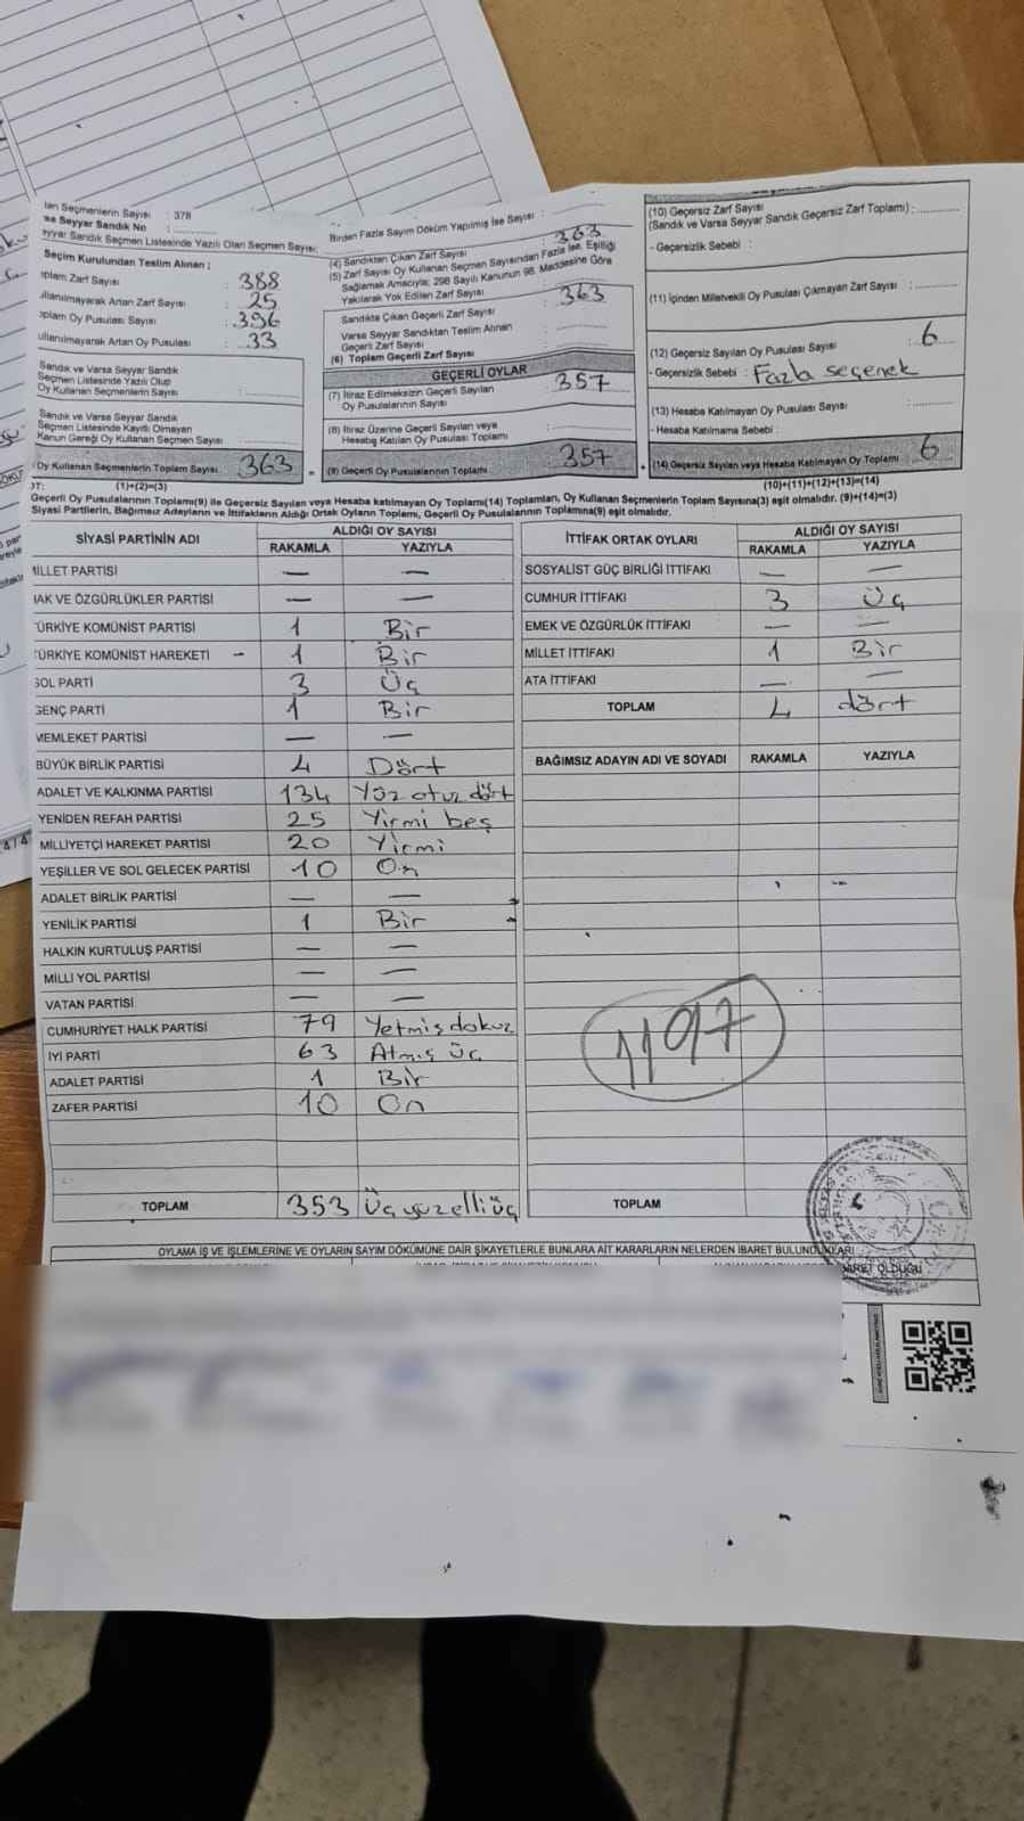 Seçmenlerin Sayısı : 378
Seyyar Sandık No :
Seyyar Sandık Seçmen Listesinde Yazılı Olan Seçmen Sayısı:
Seçim Kurulundan Teslim Alınan :
Zarf Sayısı : 388
Artan Zarf Sayısı : 25
Oy Pusulası Sayısı : 396
Artan Oy Pusulası : 33
Sandık ve Varsa Seyyar Sandık
Seçmen Listesinde Yazılı Olup
Oy Kullanan Seçmenlerin Sayısı :
Sandık ve Varsa Seyyar Sandık
Seçmen Listesinde Kayıtlı Olmayan
Kanun Gereği Oy Kullanan Seçmen Sayısı :
Oy Kullanan Seçmenlerin Toplam Sayısı : 363
(1)+(2)=(3)
Birden Fazla Sayım Döküm Yapılmış İse Sayısı :
(4) Sandıktan Çıkan Zarf Sayısı : 363
(5) Zarf Sayısı Oy Kullanan Seçmen Sayısından Fazla İse, Eşitliği
Sağlamak Amacıyla; 298 Sayılı Kanunun 98. Maddesine Göre
Yakılarak Yok Edilen Zarf Sayısı
Sandıkta Çıkan Geçerli Zarf Sayısı : 363
Varsa Seyyar Sandıktan Teslim Alınan
Geçerli Zarf Sayısı :
(6) Toplam Geçerli Zarf Sayısı
GEÇERLİ OYLAR
(7) İtiraz Edilmeksizin Geçerli Sayılan
Oy Pusulalarının Sayısı : 357
(8) İtiraz Üzerine Geçerli Sayılan veya
Hesaba Katılan Oy Pusulası Toplamı :
(9) Geçerli Oy Pusulalarının Toplamı : 357
(10) Geçersiz Zarf Sayısı
(Sandık ve Varsa Seyyar Sandık Geçersiz Zarf Toplamı) :
- Geçersizlik Sebebi :
(11) İçinden Milletvekili Oy Pusulası Çıkmayan Zarf Sayısı :
(12) Geçersiz Sayılan Oy Pusulası Sayısı : 6
- Geçersizlik Sebebi : Fazla seçenek
(13) Hesaba Katılmayan Oy Pusulası Sayısı :
- Hesaba Katılmama Sebebi :
(14) Geçersiz Sayılan veya Hesaba Katılmayan Oy Toplamı : 6
(10)+(11)+(12)+(13)=(14)
Geçerli Oy Pusulalarının Toplamı(9) ile Geçersiz Sayılan veya Hesaba katılmayan Oy Toplamı(14) Toplamları, Oy Kullanan Seçmenlerin Toplam Sayısına(3) eşit olmalıdır. (9)+(14)=(3)
Siyasi Partilerin, Bağımsız Adayların ve İttifakların Aldığı Ortak Oyların Toplamı, Geçerli Oy Pusulalarının Toplamına(9) eşit olmalıdır.
SİYASİ PARTİNİN ADI ALDIĞI OY SAYISI
RAKAMLA YAZIYLA
MİLLET PARTİSI — —
HAK VE ÖZGÜRLÜKLER PARTİSI — —
TÜRKİYE KOMÜNİST PARTİSI 1 Bir
TÜRKİYE KOMÜNİST HAREKETİ 1 Bir
SOL PARTİ 3 Üç
GENÇ PARTİ 1 Bir
MEMLEKET PARTİSİ — —
BÜYÜK BİRLİK PARTİSİ 4 Dört
ADALET VE KALKINMA PARTİSİ 134 Yüz otuz dört
YENİDEN REFAH PARTİSİ 25 Yirmi beş
MİLLİYETÇİ HAREKET PARTİSİ 20 Yirmi
YEŞİLLER VE SOL GELECEK PARTİSİ 10 On
ADALET BİRLİK PARTİSİ — —
YENİLİK PARTİSİ 1 Bir
HALKIN KURTULUŞ PARTİSİ — —
MİLLİ YOL PARTİSİ — —
VATAN PARTİSİ — —
CUMHURİYET HALK PARTİSİ 79 Yetmiş dokuz
İYİ PARTİ 63 Atmış üç
ADALET PARTİSİ 1 Bir
ZAFER PARTİSİ 10 On
TOPLAM 353 Üç yüz elli üç
İTTİFAK ORTAK OYLARI ALDIĞI OY SAYISI
RAKAMLA YAZIYLA
SOSYALİST GÜÇ BİRLİĞİ İTTİFAKI — —
CUMHUR İTTİFAKI 3 Üç
EMEK VE ÖZGÜRLÜK İTTİFAKI — —
MİLLET İTTİFAKI 1 Bir
ATA İTTİFAKI — —
TOPLAM 4 dört
BAĞIMSIZ ADAYIN ADI VE SOYADI RAKAMLA YAZIYLA
1197
TOPLAM
OYLAMA İŞ VE İŞLEMLERİNE VE OYLARIN SAYIM DÖKÜMÜNE DAİR ŞİKAYETLERLE BUNLARA AİT KARARLARIN NELERDEN İBARET BULUNDUKLARI